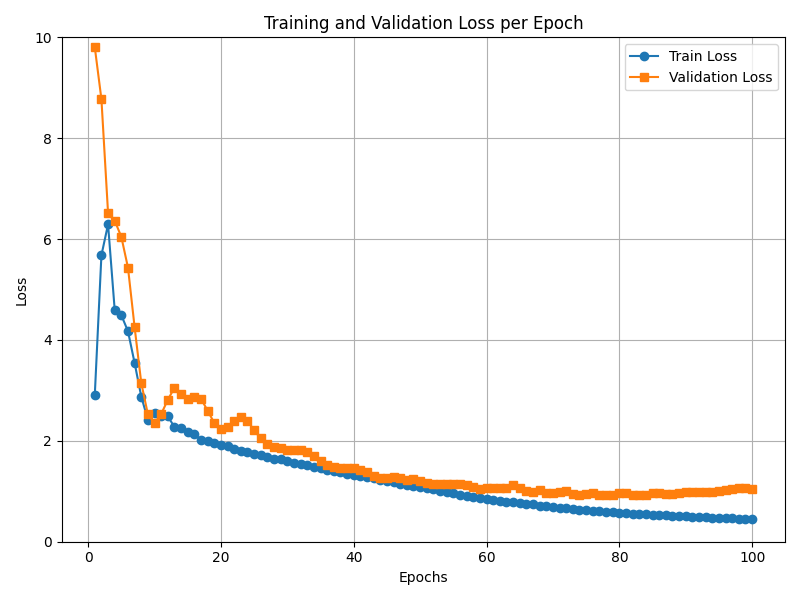 Training and Validation Loss per Epoch
Train Loss
Validation Loss
10
8
6
4
2
0
Loss
0 20 40 60 80 100
Epochs